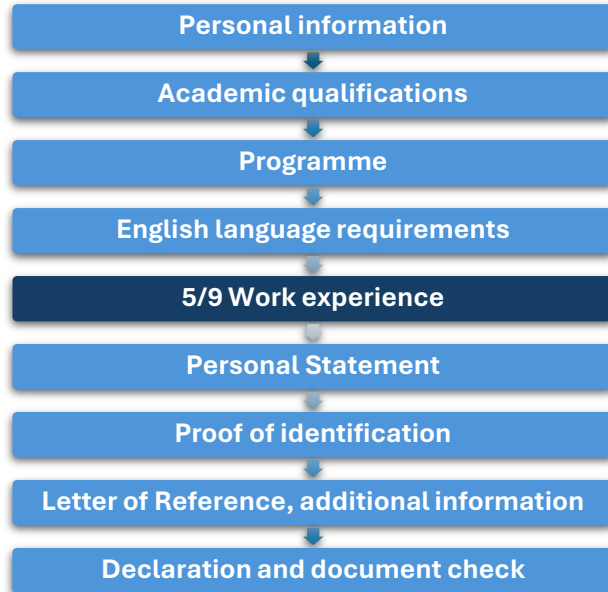 Personal information
Academic qualifications
Programme
English language requirements
5/9 Work experience
Personal Statement
Proof of identification
Letter of Reference, additional information
Declaration and document check